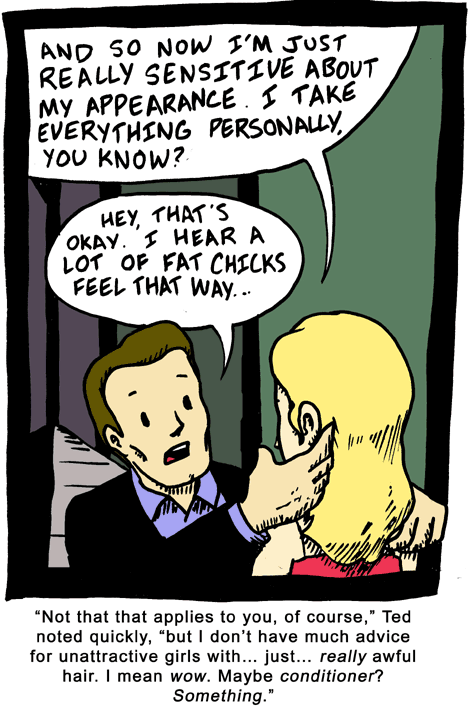 AND SO NOW I'M JUST
REALLY SENSITIVE ABOUT
MY APPEARANCE. I TAKE
EVERYTHING PERSONALLY,
YOU KNOW?
HEY, THAT'S
OKAY. I HEAR A
LOT OF FAT CHICKS
FEEL THAT WAY...
“Not that that applies to you, of course,” Ted
noted quickly, “but I don’t have much advice
for unattractive girls with... just... really awful
hair. I mean wow. Maybe conditioner?
Something.”